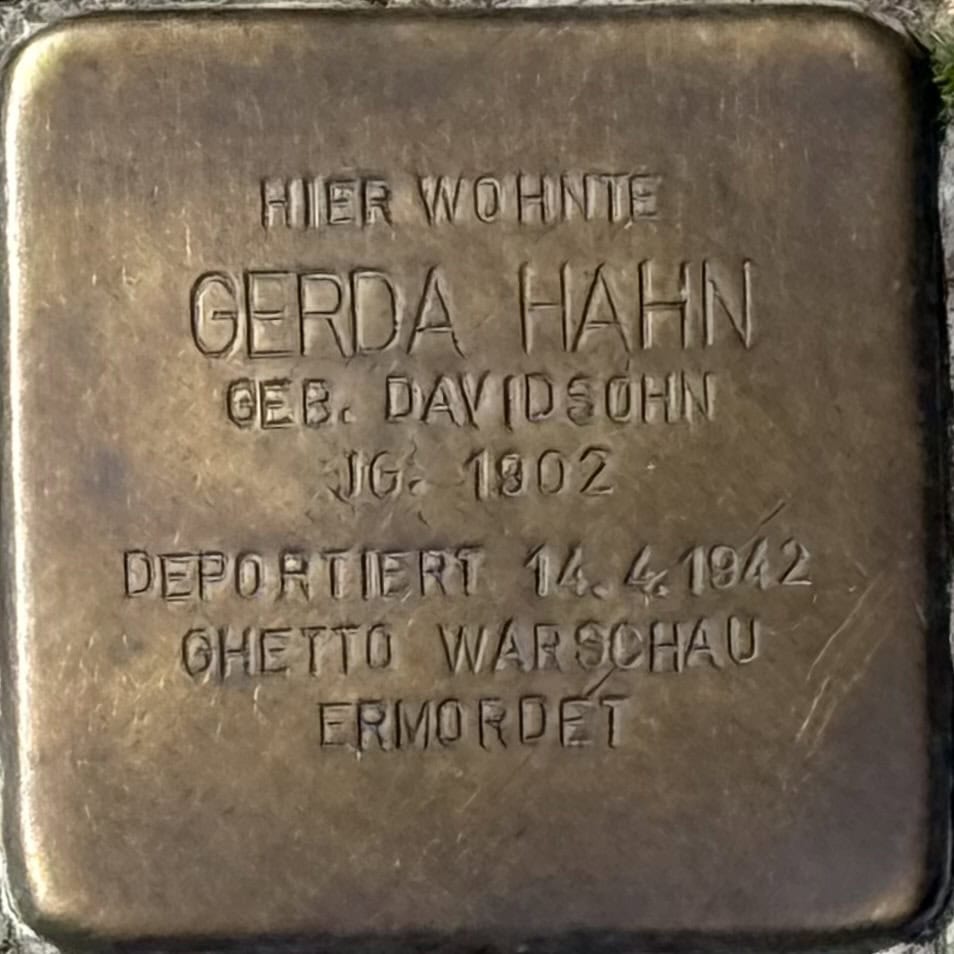 HIER WOHNTE
GERDA HAHN
GEB. DAVIDSOHN
JG. 1902
DEPORTIERT 14.4.1942
GHETTO WARSCHAU
ERMORDET